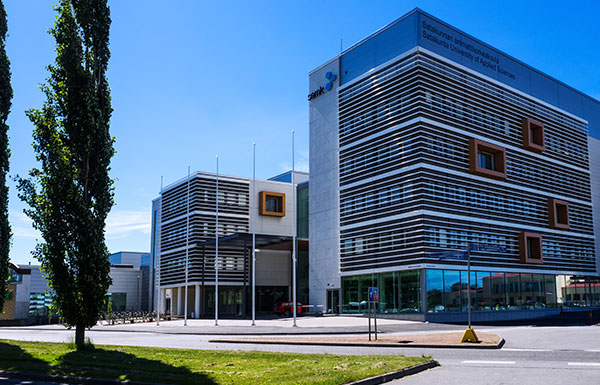 Satakunnan ammattikorkeakoulu
Satakunta University of Applied Sciences
samk